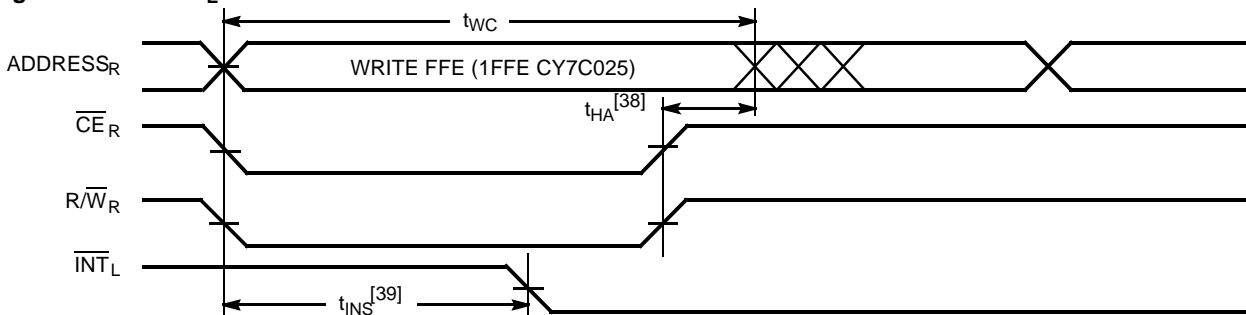 tWC
ADDRESSR
WRITE FFE (1FFE CY7C025)
tHA[38]
CER
R/WR
INTL
tINS[39]